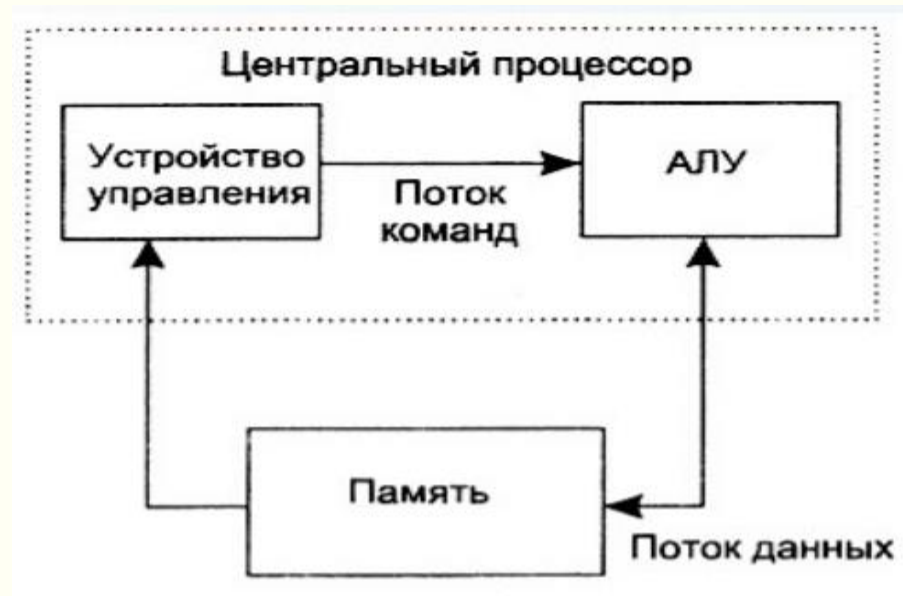 Центральный процессор
Устройство
управления
АЛУ
Поток
команд
Память
Поток данных